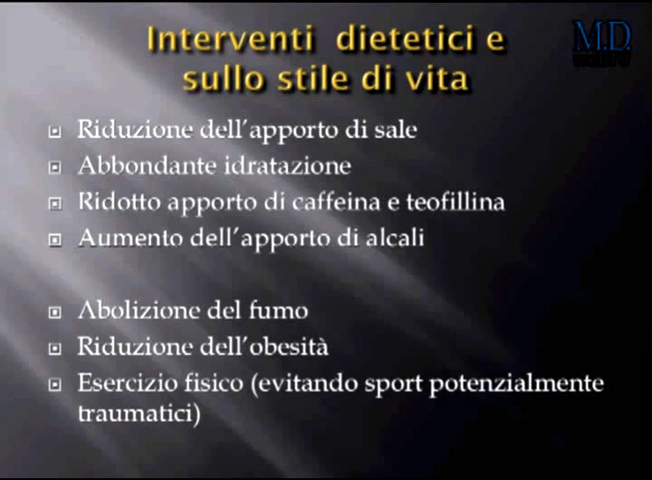 Interventi dietetici e
sullo stile di vita
M.D.
Riduzione dell'apporto di sale
Abbondante idratazione
Ridotto apporto di caffeina e teofillina
Aumento dell'apporto di alcali
Abolizione del fumo
Riduzione dell'obesità
Esercizio fisico (evitando sport potenzialmente
traumatici)